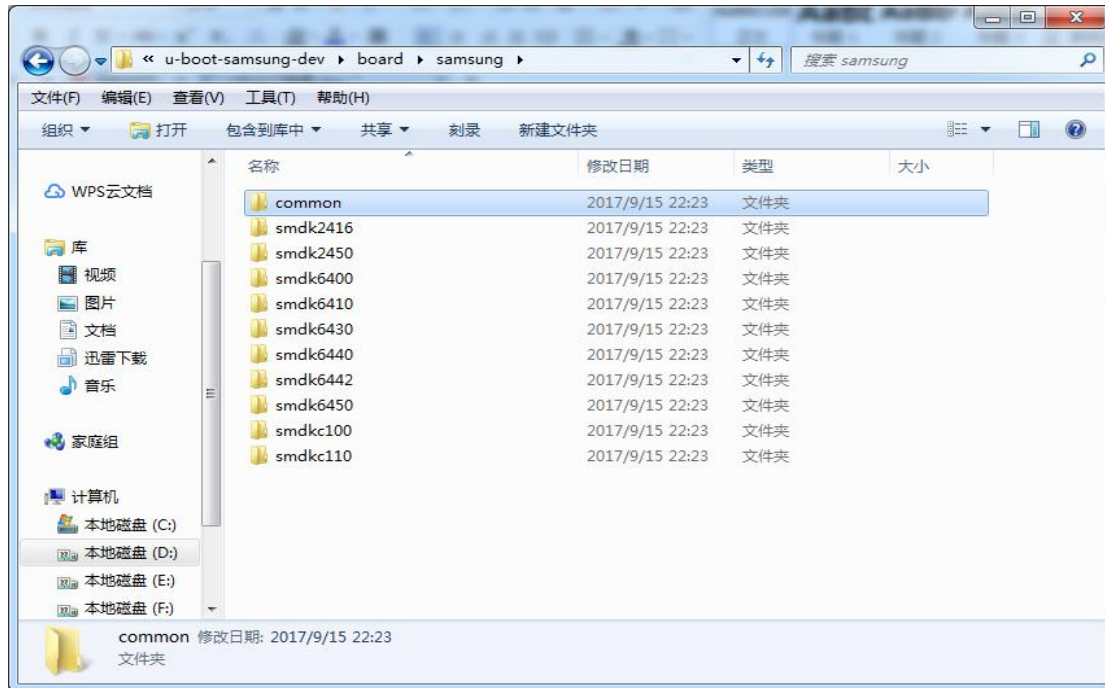 « u-boot-samsung-dev ▸ board ▸ samsung ▸ 搜索 samsung
文件(F) 编辑(E) 查看(V) 工具(T) 帮助(H)
组织 ▾ 打开 包含到库中 ▾ 共享 ▾ 刻录 新建文件夹
名称 修改日期 类型 大小
WPS云文档
库
视频
图片
文档
迅雷下载
音乐
家庭组
计算机
本地磁盘 (C:)
本地磁盘 (D:)
本地磁盘 (E:)
本地磁盘 (F:)
common 2017/9/15 22:23 文件夹
smdk2416 2017/9/15 22:23 文件夹
smdk2450 2017/9/15 22:23 文件夹
smdk6400 2017/9/15 22:23 文件夹
smdk6410 2017/9/15 22:23 文件夹
smdk6430 2017/9/15 22:23 文件夹
smdk6440 2017/9/15 22:23 文件夹
smdk6442 2017/9/15 22:23 文件夹
smdk6450 2017/9/15 22:23 文件夹
smdkc100 2017/9/15 22:23 文件夹
smdkc110 2017/9/15 22:23 文件夹
common 修改日期: 2017/9/15 22:23
文件夹